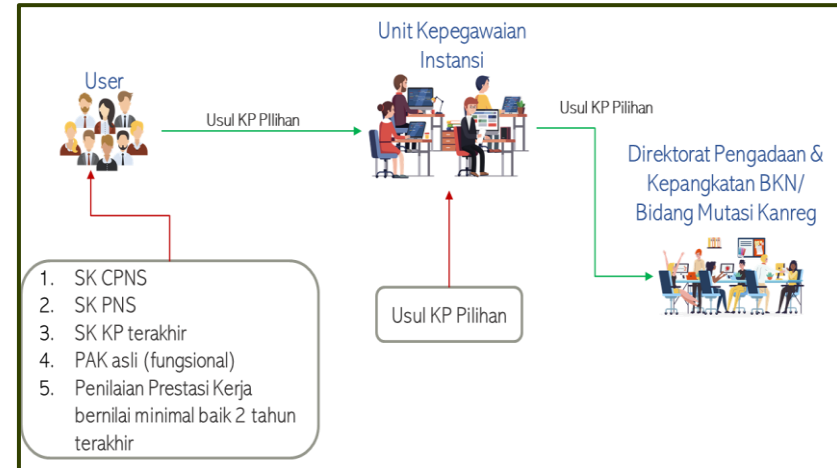 User
Usul KP PIlihan
Unit Kepegawaian
Instansi
Usul KP Pilihan
Direktorat Pengadaan &
Kepangkatan BKN/
Bidang Mutasi Kanreg
1. SK CPNS
2. SK PNS
3. SK KP terakhir
4. PAK asli (fungsional)
5. Penilaian Prestasi Kerja
bernilai minimal baik 2 tahun
terakhir
Usul KP Pilihan